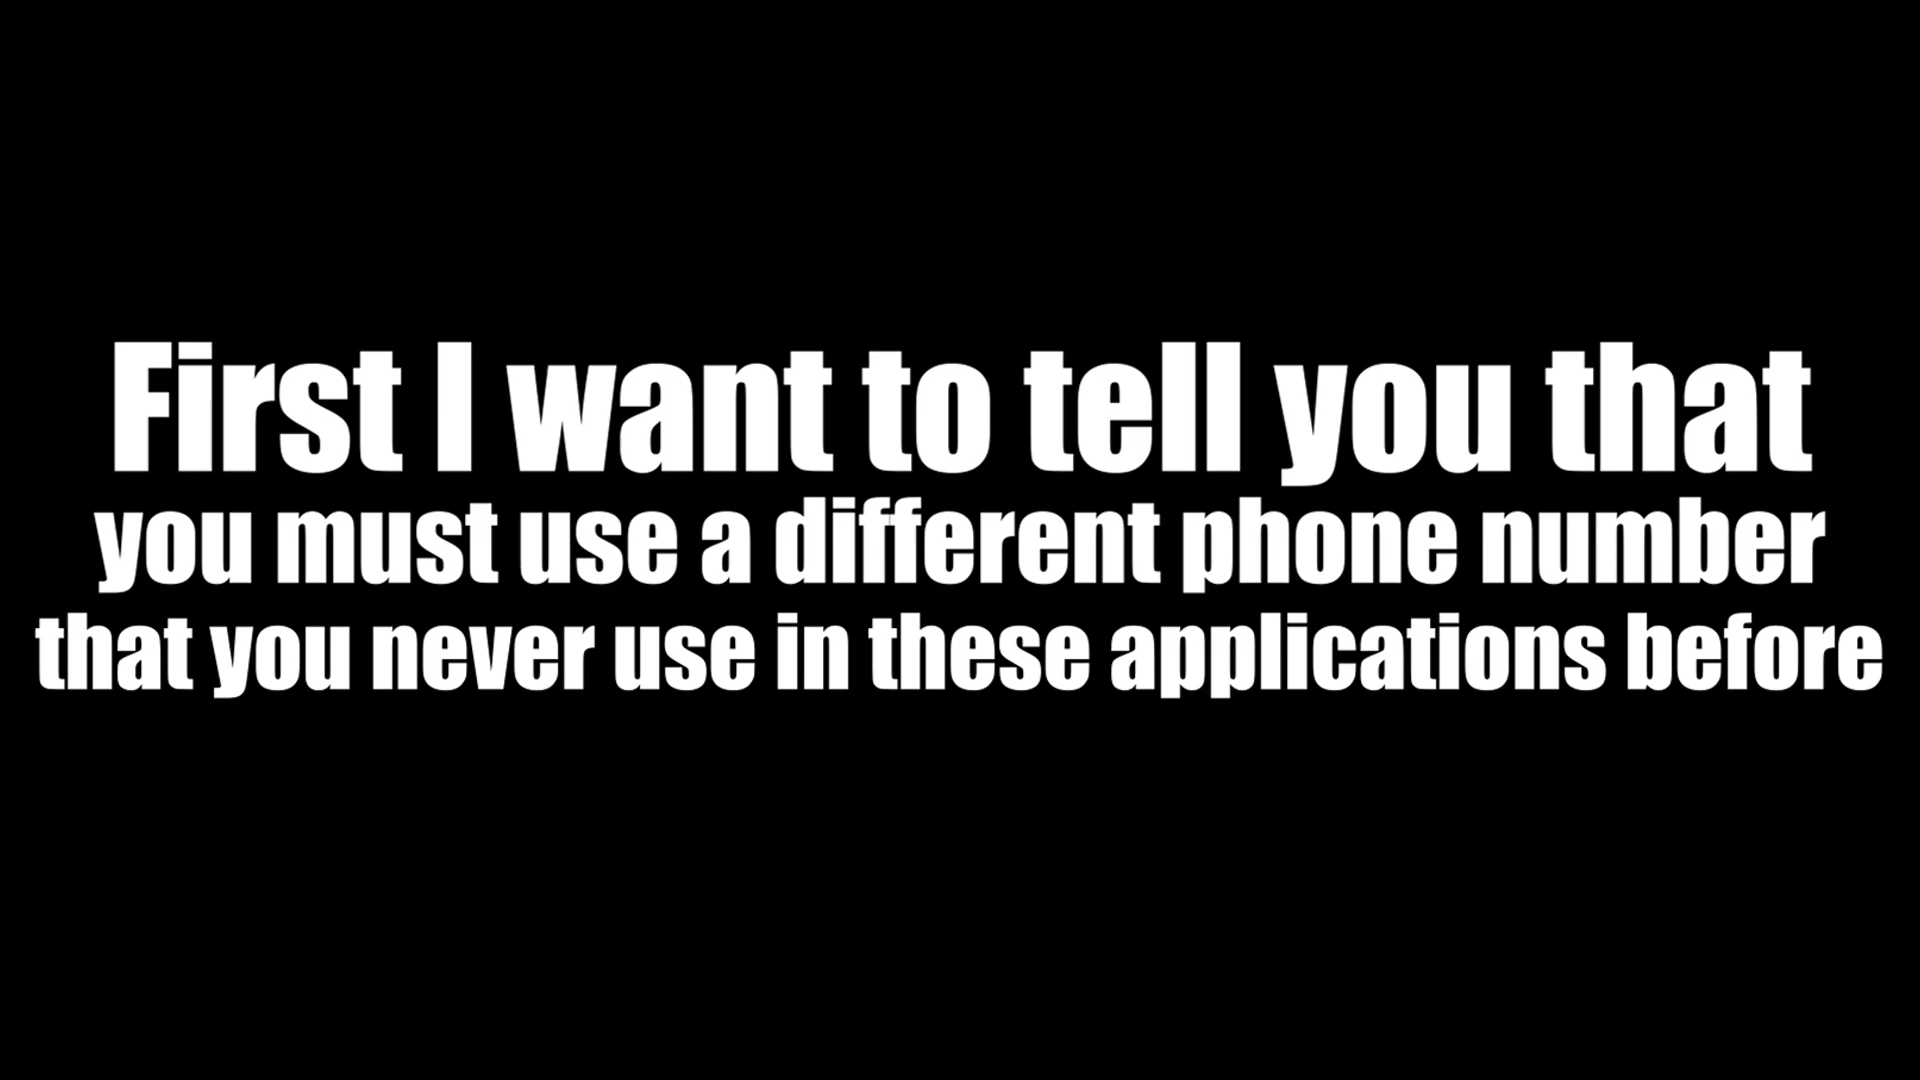 First I want to tell you that
you must use a different phone number
that you never use in these applications before